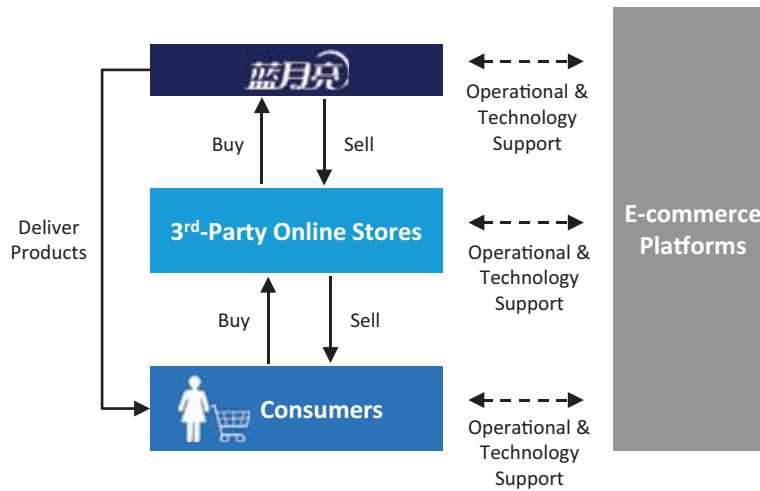 蓝月亮
Operational &
Technology
Support
Buy
Sell
Deliver
Products
3rd-Party Online Stores
Operational &
Technology
Support
E-commerce
Platforms
Buy
Sell
Consumers
Operational &
Technology
Support